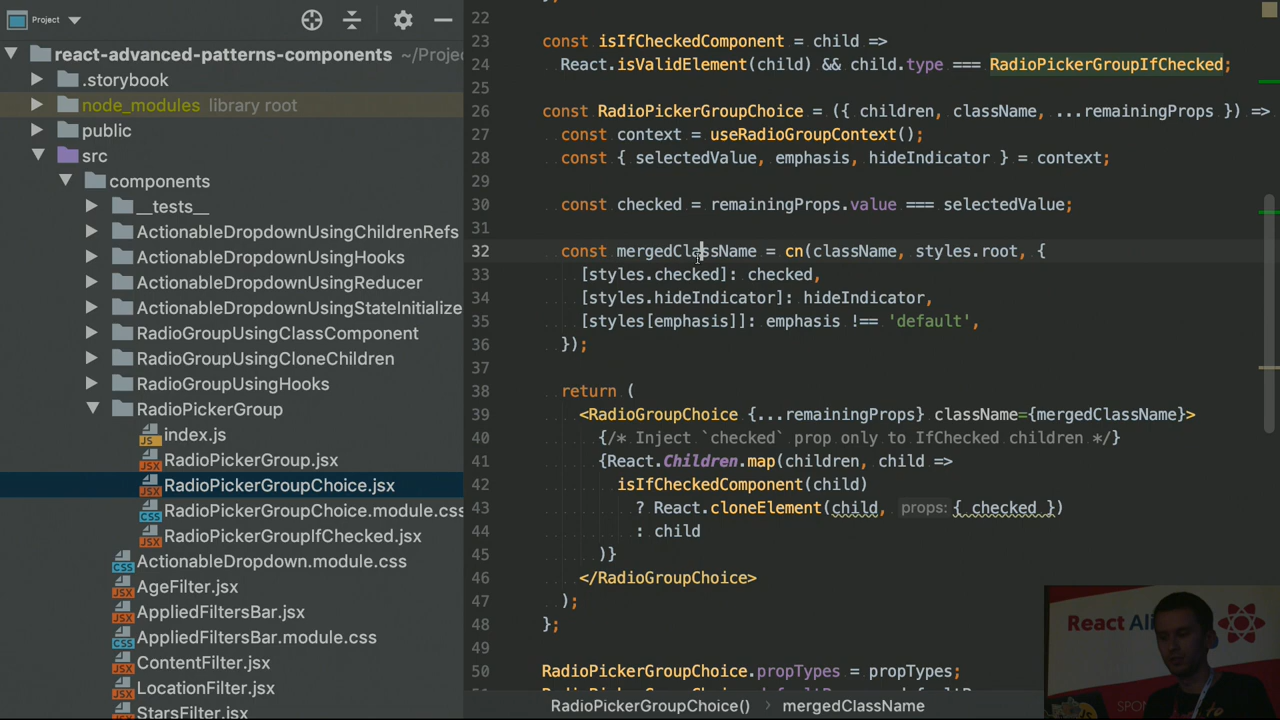 Project
react-advanced-patterns-components ~/Projec
.storybook
node_modules library root
public
src
components
__tests__
ActionableDropdownUsingChildrenRefs
ActionableDropdownUsingHooks
ActionableDropdownUsingReducer
ActionableDropdownUsingStateInitialize
RadioGroupUsingClassComponent
RadioGroupUsingCloneChildren
RadioGroupUsingHooks
RadioPickerGroup
index.js
RadioPickerGroup.jsx
RadioPickerGroupChoice.jsx
RadioPickerGroupChoice.module.css
RadioPickerGroupIfChecked.jsx
ActionableDropdown.module.css
AgeFilter.jsx
AppliedFiltersBar.jsx
AppliedFiltersBar.module.css
ContentFilter.jsx
LocationFilter.jsx
StarsFilter.jsx
22
23 const isIfCheckedComponent = child =>
24 React.isValidElement(child) && child.type === RadioPickerGroupIfChecked;
25
26 const RadioPickerGroupChoice = ({ children, className, ...remainingProps }) =>
27 const context = useRadioGroupContext();
28 const { selectedValue, emphasis, hideIndicator } = context;
29
30 const checked = remainingProps.value === selectedValue;
31
32 const mergedClassName = cn(className, styles.root, {
33 [styles.checked]: checked,
34 [styles.hideIndicator]: hideIndicator,
35 [styles[emphasis]]: emphasis !== 'default',
36 });
37
38 return (
39 <RadioGroupChoice {...remainingProps} className={mergedClassName}>
40 {/* Inject `checked` prop only to IfChecked children */}
41 {React.Children.map(children, child =>
42 isIfCheckedComponent(child)
43 ? React.cloneElement(child, props: { checked })
44 : child
45 )}
46 </RadioGroupChoice>
47 );
48 };
49
50 RadioPickerGroupChoice.propTypes = propTypes;
RadioPickerGroupChoice() › mergedClassName
React Ali
SPO